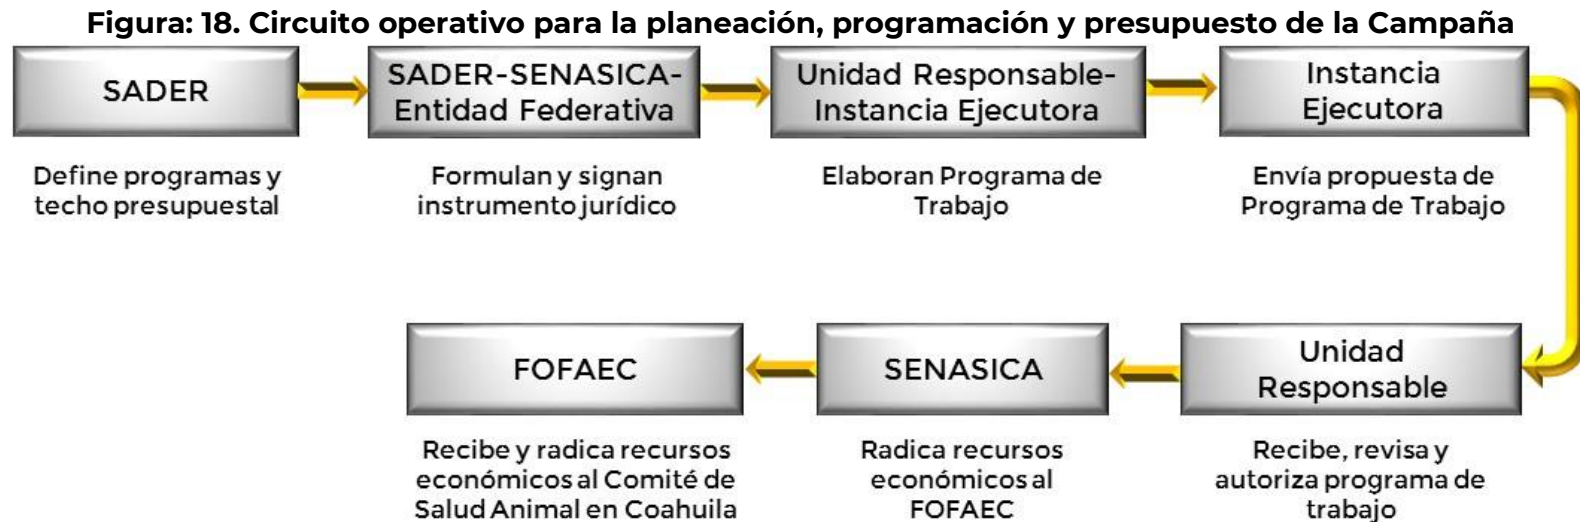 Figura: 18. Circuito operativo para la planeación, programación y presupuesto de la Campaña
SADER
Define programas y
techo presupuestal
SADER-SENASICA-
Entidad Federativa
Formulan y signan
instrumento jurídico
Unidad Responsable-
Instancia Ejecutora
Elaboran Programa de
Trabajo
Instancia
Ejecutora
Envía propuesta de
Programa de Trabajo
Unidad
Responsable
Recibe, revisa y
autoriza programa de
trabajo
SENASICA
Radica recursos
económicos al
FOFAEC
FOFAEC
Recibe y radica recursos
económicos al Comité de
Salud Animal en Coahuila